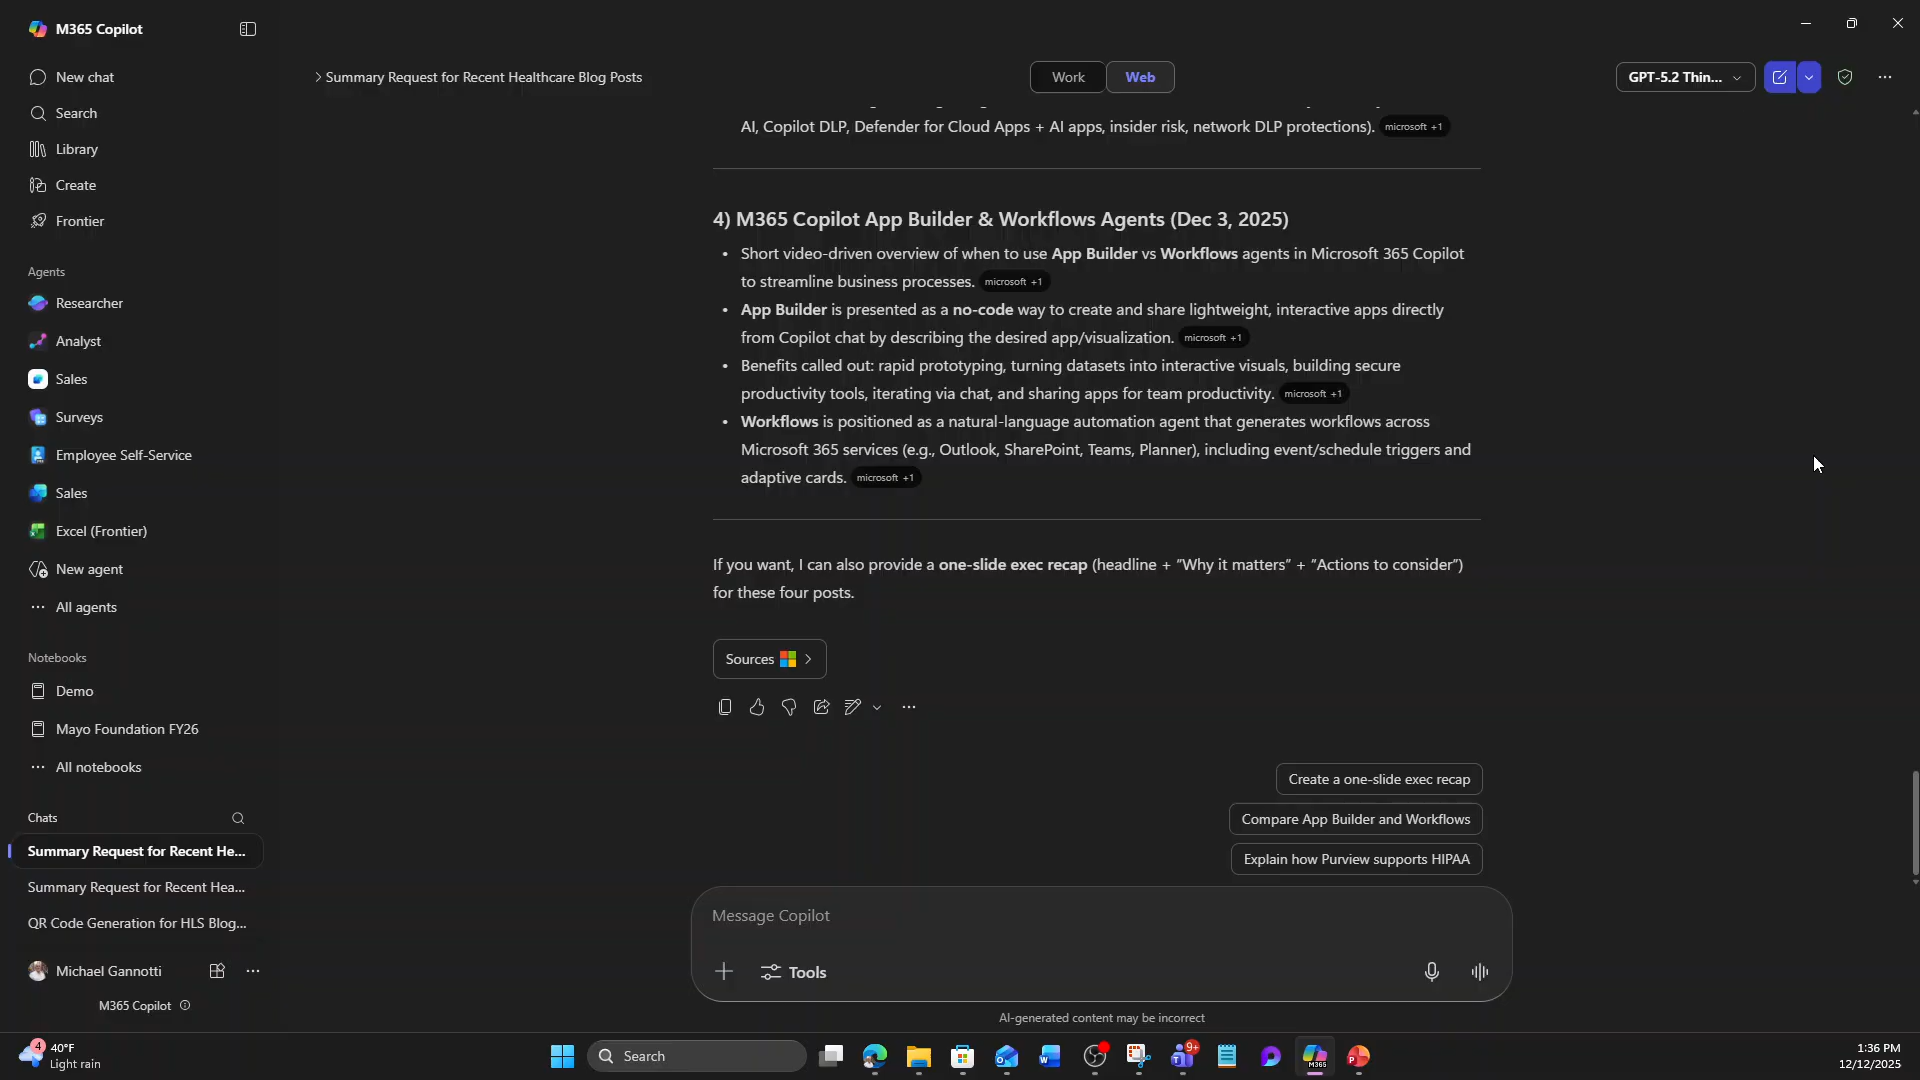 M365 Copilot
New chat
Search
Library
Create
Frontier
Agents
Researcher
Analyst
Sales
Surveys
Employee Self-Service
Sales
Excel (Frontier)
New agent
All agents
Notebooks
Demo
Mayo Foundation FY26
All notebooks
Chats
Summary Request for Recent He...
Summary Request for Recent Hea...
QR Code Generation for HLS Blog...
Michael Gannotti
M365 Copilot
Summary Request for Recent Healthcare Blog Posts
Work
Web
GPT-5.2 Thin...
AI, Copilot DLP, Defender for Cloud Apps + AI apps, insider risk, network DLP protections). microsoft +1
4) M365 Copilot App Builder & Workflows Agents (Dec 3, 2025)
• Short video-driven overview of when to use App Builder vs Workflows agents in Microsoft 365 Copilot
to streamline business processes. microsoft +1
• App Builder is presented as a no-code way to create and share lightweight, interactive apps directly
from Copilot chat by describing the desired app/visualization. microsoft +1
• Benefits called out: rapid prototyping, turning datasets into interactive visuals, building secure
productivity tools, iterating via chat, and sharing apps for team productivity. microsoft +1
• Workflows is positioned as a natural-language automation agent that generates workflows across
Microsoft 365 services (e.g., Outlook, SharePoint, Teams, Planner), including event/schedule triggers and
adaptive cards. microsoft +1
If you want, I can also provide a one-slide exec recap (headline + "Why it matters" + "Actions to consider")
for these four posts.
Sources
Create a one-slide exec recap
Compare App Builder and Workflows
Explain how Purview supports HIPAA
Message Copilot
Tools
AI-generated content may be incorrect
4
40°F
Light rain
Search
9+
M365
1:36 PM
12/12/2025